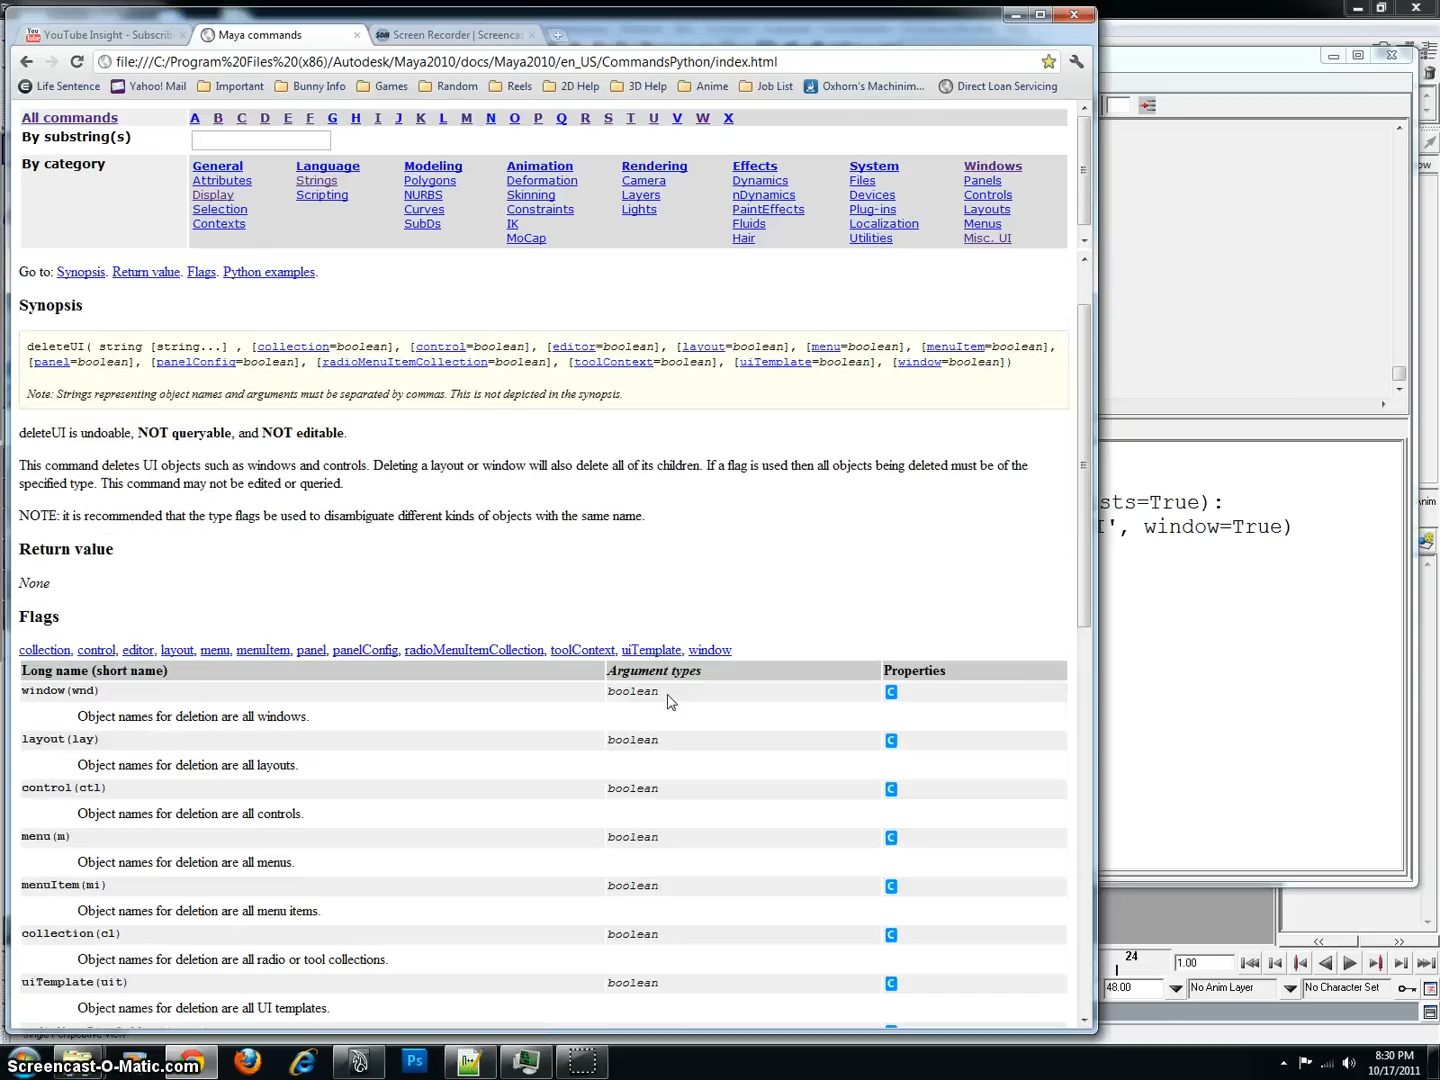 YouTube Insight - Subscrib
Maya commands
Screen Recorder | Screenca
file:///C:/Program%20Files%20(x86)/Autodesk/Maya2010/docs/Maya2010/en_US/CommandsPython/index.html
Life Sentence Yahoo! Mail Important Bunny Info Games Random Reels 2D Help 3D Help Anime Job List Oxhorn's Machinim... Direct Loan Servicing
All commands A B C D E F G H I J K L M N O P Q R S T U V W X
By substring(s)
By category
General Language Modeling Animation Rendering Effects System Windows
Attributes Strings Polygons Deformation Camera Dynamics Files Panels
Display Scripting NURBS Skinning Layers nDynamics Devices Controls
Selection Curves Constraints Lights PaintEffects Plug-ins Layouts
Contexts SubDs IK Fluids Localization Menus
MoCap Hair Utilities Misc. UI
Go to: Synopsis. Return value. Flags. Python examples.
Synopsis
deleteUI( string [string...] , [collection=boolean], [control=boolean], [editor=boolean], [layout=boolean], [menu=boolean], [menuItem=boolean],
[panel=boolean], [panelConfig=boolean], [radioMenuItemCollection=boolean], [toolContext=boolean], [uiTemplate=boolean], [window=boolean])
Note: Strings representing object names and arguments must be separated by commas. This is not depicted in the synopsis.
deleteUI is undoable, NOT queryable, and NOT editable.
This command deletes UI objects such as windows and controls. Deleting a layout or window will also delete all of its children. If a flag is used then all objects being deleted must be of the
specified type. This command may not be edited or queried.
NOTE: it is recommended that the type flags be used to disambiguate different kinds of objects with the same name.
Return value
None
Flags
collection, control, editor, layout, menu, menuItem, panel, panelConfig, radioMenuItemCollection, toolContext, uiTemplate, window
Long name (short name) Argument types Properties
window(wnd) boolean C
Object names for deletion are all windows.
layout(lay) boolean C
Object names for deletion are all layouts.
control(ctl) boolean C
Object names for deletion are all controls.
menu(m) boolean C
Object names for deletion are all menus.
menuItem(mi) boolean C
Object names for deletion are all menu items.
collection(cl) boolean C
Object names for deletion are all radio or tool collections.
uiTemplate(uit) boolean C
Object names for deletion are all UI templates.
sts=True):
I', window=True)
ow
Anim
24
1.00
48.00
No Anim Layer
No Character Set
Screencast-O-Matic.com
Ps
8:30 PM
10/17/2011